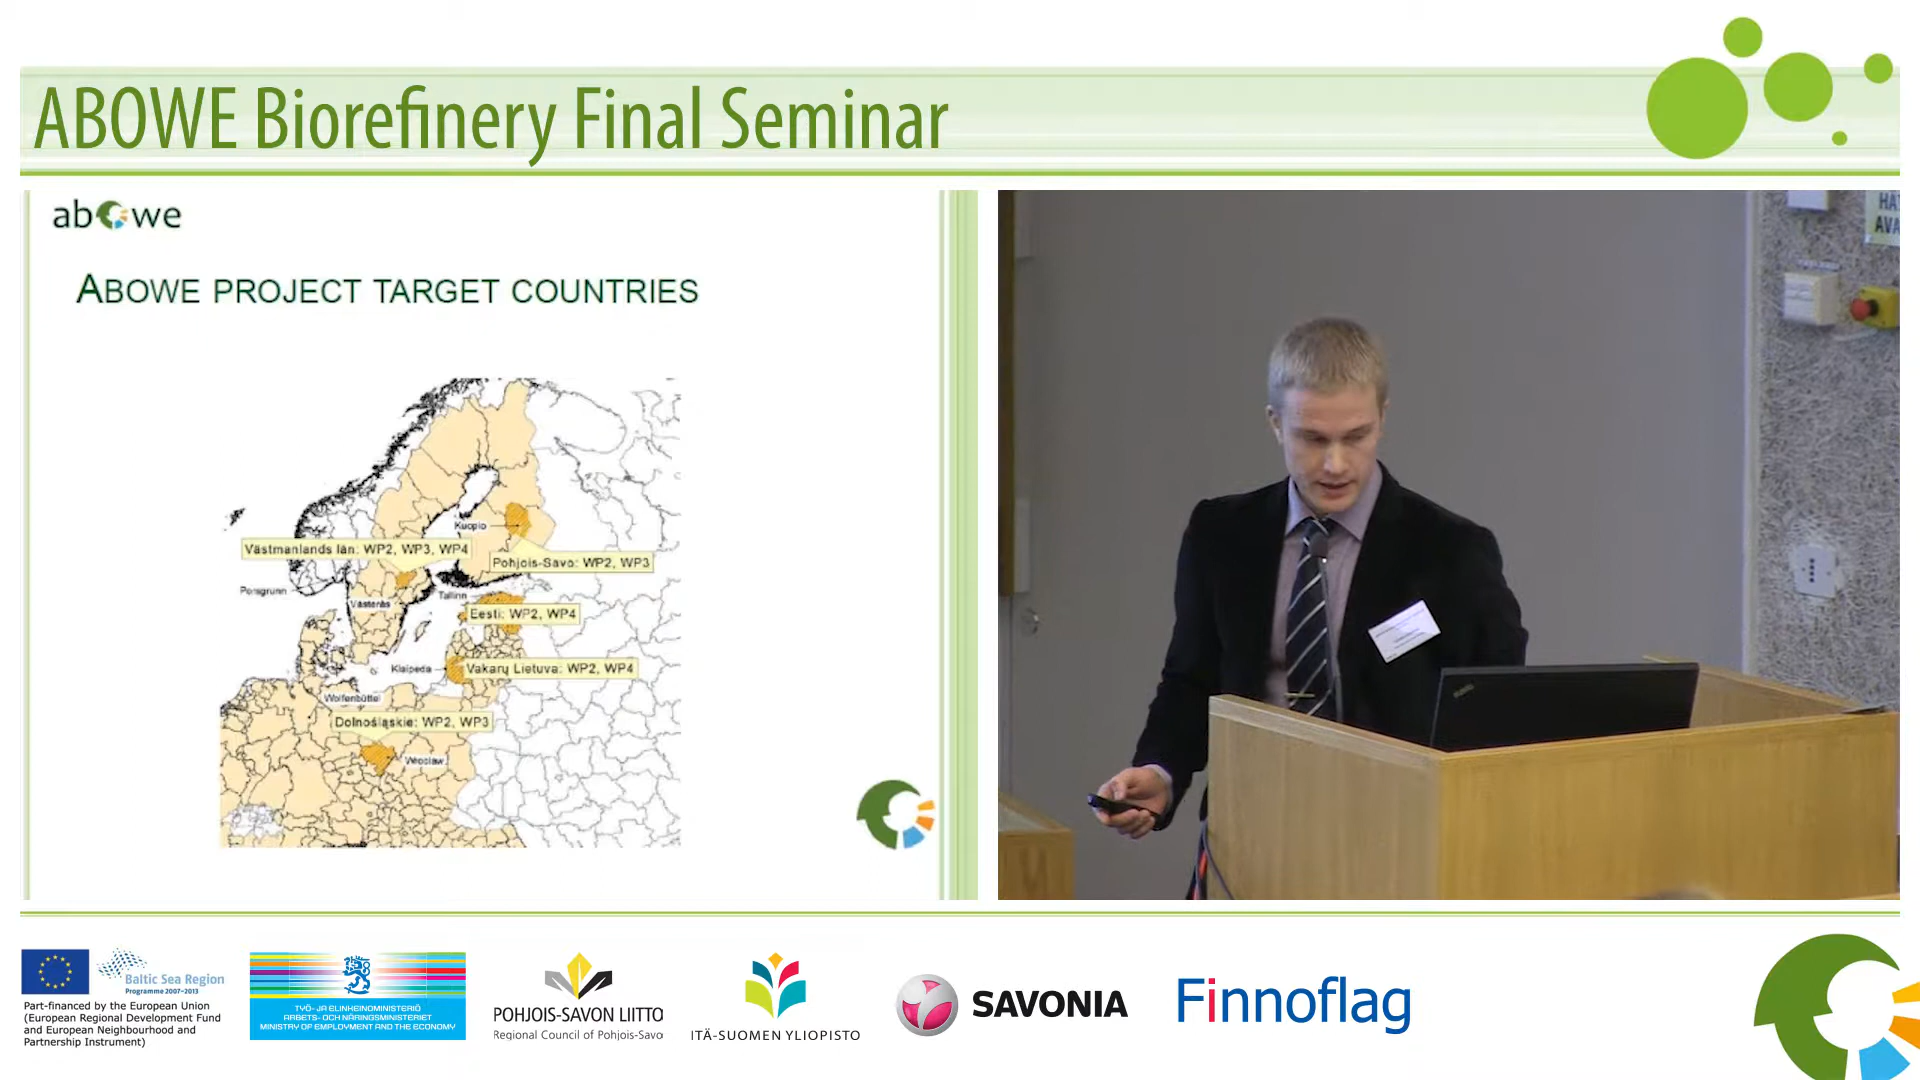 ABOWE Biorefinery Final Seminar
abowe
ABOWE PROJECT TARGET COUNTRIES
Kuopio
Västmanlands län: WP2, WP3, WP4
Pohjois-Savo: WP2, WP3
Porsgrunn
Tallinn
Västerås
Eesti: WP2, WP4
Klaipeda
Vakarų Lietuva: WP2, WP4
Wolfenbüttel
Dolnośląskie: WP2, WP3
Wroclaw
HA
AVA
Baltic Sea Region
Programme 2007-2013
Part-financed by the European Union
(European Regional Development Fund
and European Neighbourhood and
Partnership Instrument)
TYÖ- JA ELINKEINOMINISTERIÖ
ARBETS- OCH NÄRINGSMINISTERIET
MINISTRY OF EMPLOYMENT AND THE ECONOMY
POHJOIS-SAVON LIITTO
Regional Council of Pohjois-Savo
ITÄ-SUOMEN YLIOPISTO
SAVONIA
Finnoflag